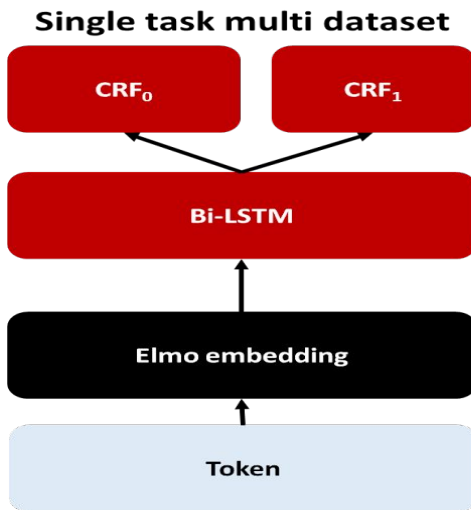 Single task multi dataset
CRF₀ CRF₁
Bi-LSTM
Elmo embedding
Token